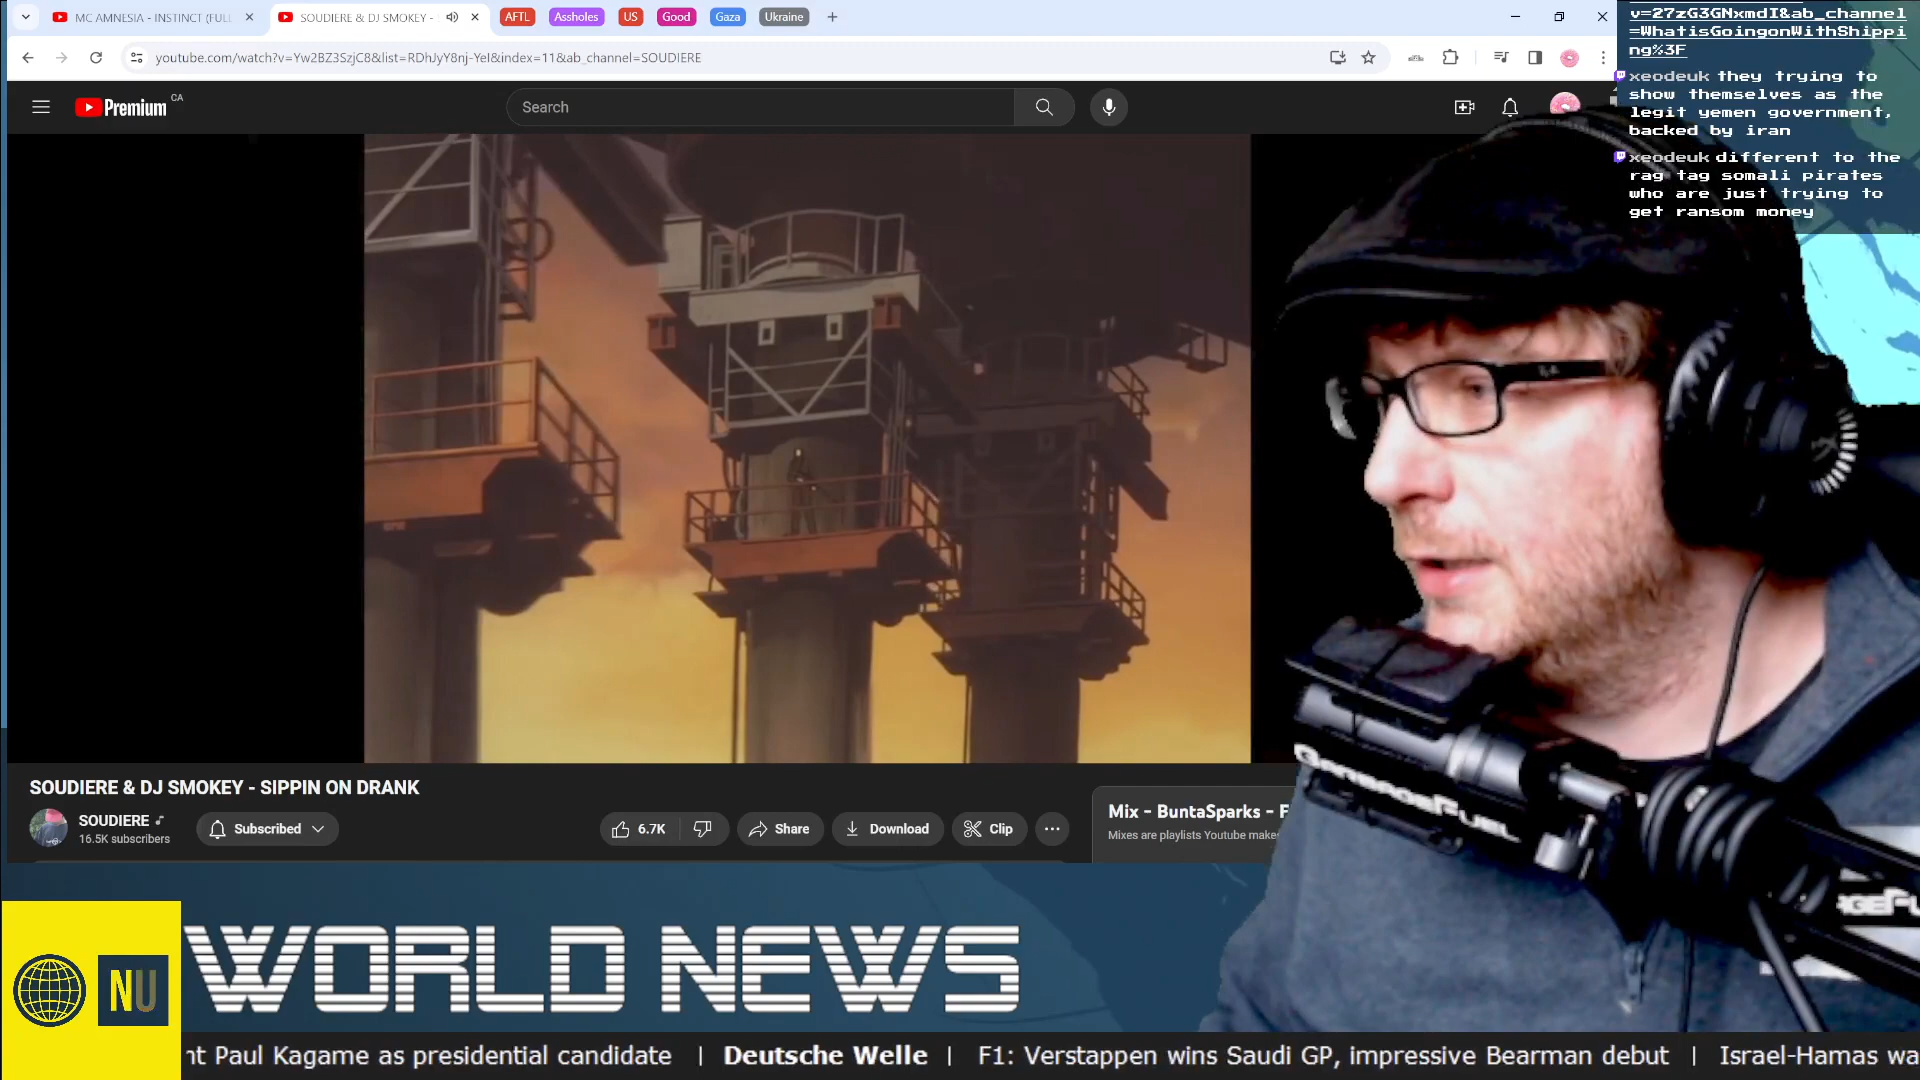 MC AMNESIA - INSTINCT (FULL
SOUDIERE & DJ SMOKEY -
AFTL
Assholes
US
Good
Gaza
Ukraine
youtube.com/watch?v=Yw2BZ3SzjC8&list=RDhJyY8nj-YeI&index=11&ab_channel=SOUDIERE
Premium CA
Search
v=27zG3GNxmdI&ab_channel
=WhatisGoingonWithShippi
ng%3F
xeodeuk they trying to
show themselves as the
legit yemen government,
backed by iran
xeodeuk different to the
rag tag somali pirates
who are just trying to
get ransom money
SOUDIERE & DJ SMOKEY - SIPPIN ON DRANK
SOUDIERE
16.5K subscribers
Subscribed
6.7K
Share
Download
Clip
Mix - BuntaSparks - F
Mixes are playlists Youtube makes
NU
WORLD NEWS
nt Paul Kagame as presidential candidate | Deutsche Welle | F1: Verstappen wins Saudi GP, impressive Bearman debut | Israel-Hamas wa